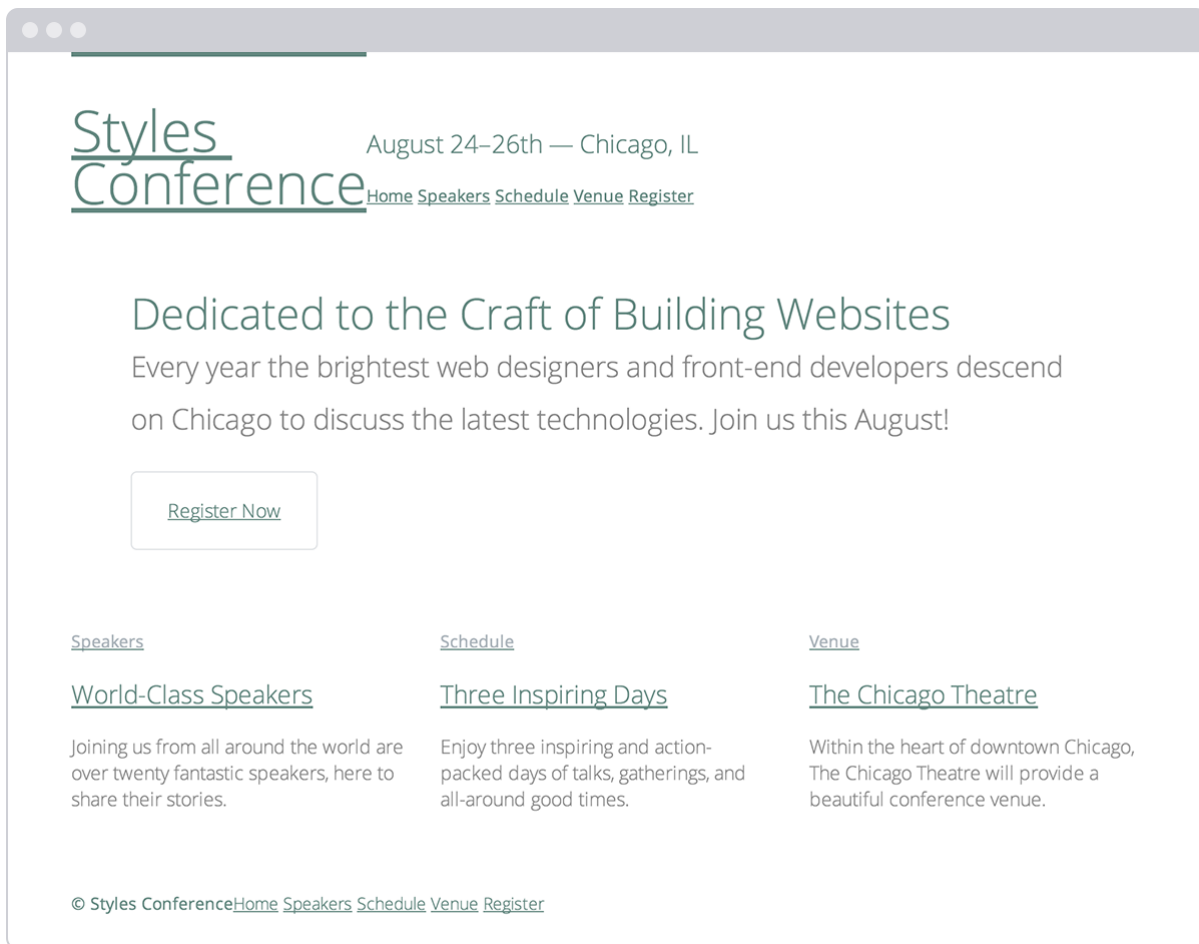 Styles
August 24–26th — Chicago, IL
Conference
Home Speakers Schedule Venue Register
Dedicated to the Craft of Building Websites
Every year the brightest web designers and front-end developers descend
on Chicago to discuss the latest technologies. Join us this August!
Register Now
Speakers
World-Class Speakers
Joining us from all around the world are
over twenty fantastic speakers, here to
share their stories.
Schedule
Three Inspiring Days
Enjoy three inspiring and action-
packed days of talks, gatherings, and
all-around good times.
Venue
The Chicago Theatre
Within the heart of downtown Chicago,
The Chicago Theatre will provide a
beautiful conference venue.
© Styles ConferenceHome Speakers Schedule Venue Register